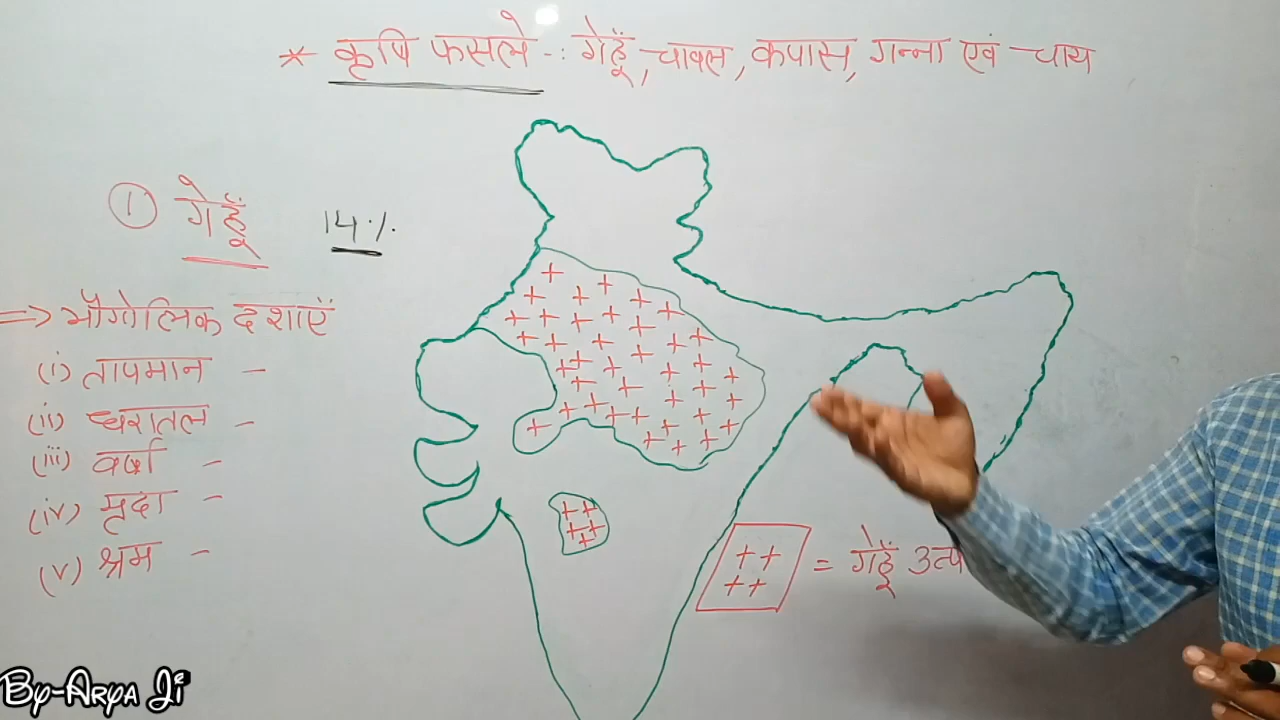 * कृषि फसले -: गेहूँ, चावल, कपास, गन्ना एवं चाय
① गेहूँ 14%
=> भौगोलिक दशाएँ
(i) तापमान -
(ii) धरातल -
(iii) वर्षा -
(iv) मृदा -
(v) श्रम -
= गेहूँ
By-Arya Ji